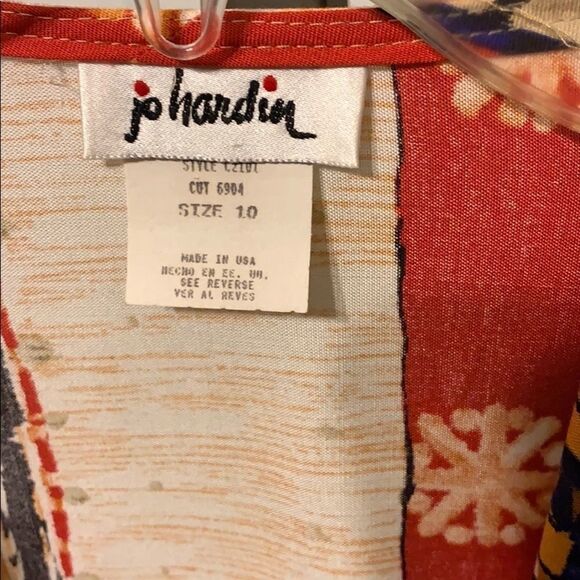 jo hardin
STYLE C2101
CUT 6904
SIZE 10
MADE IN USA
HECHO EN EE. UU.
SEE REVERSE
VER AL REVES